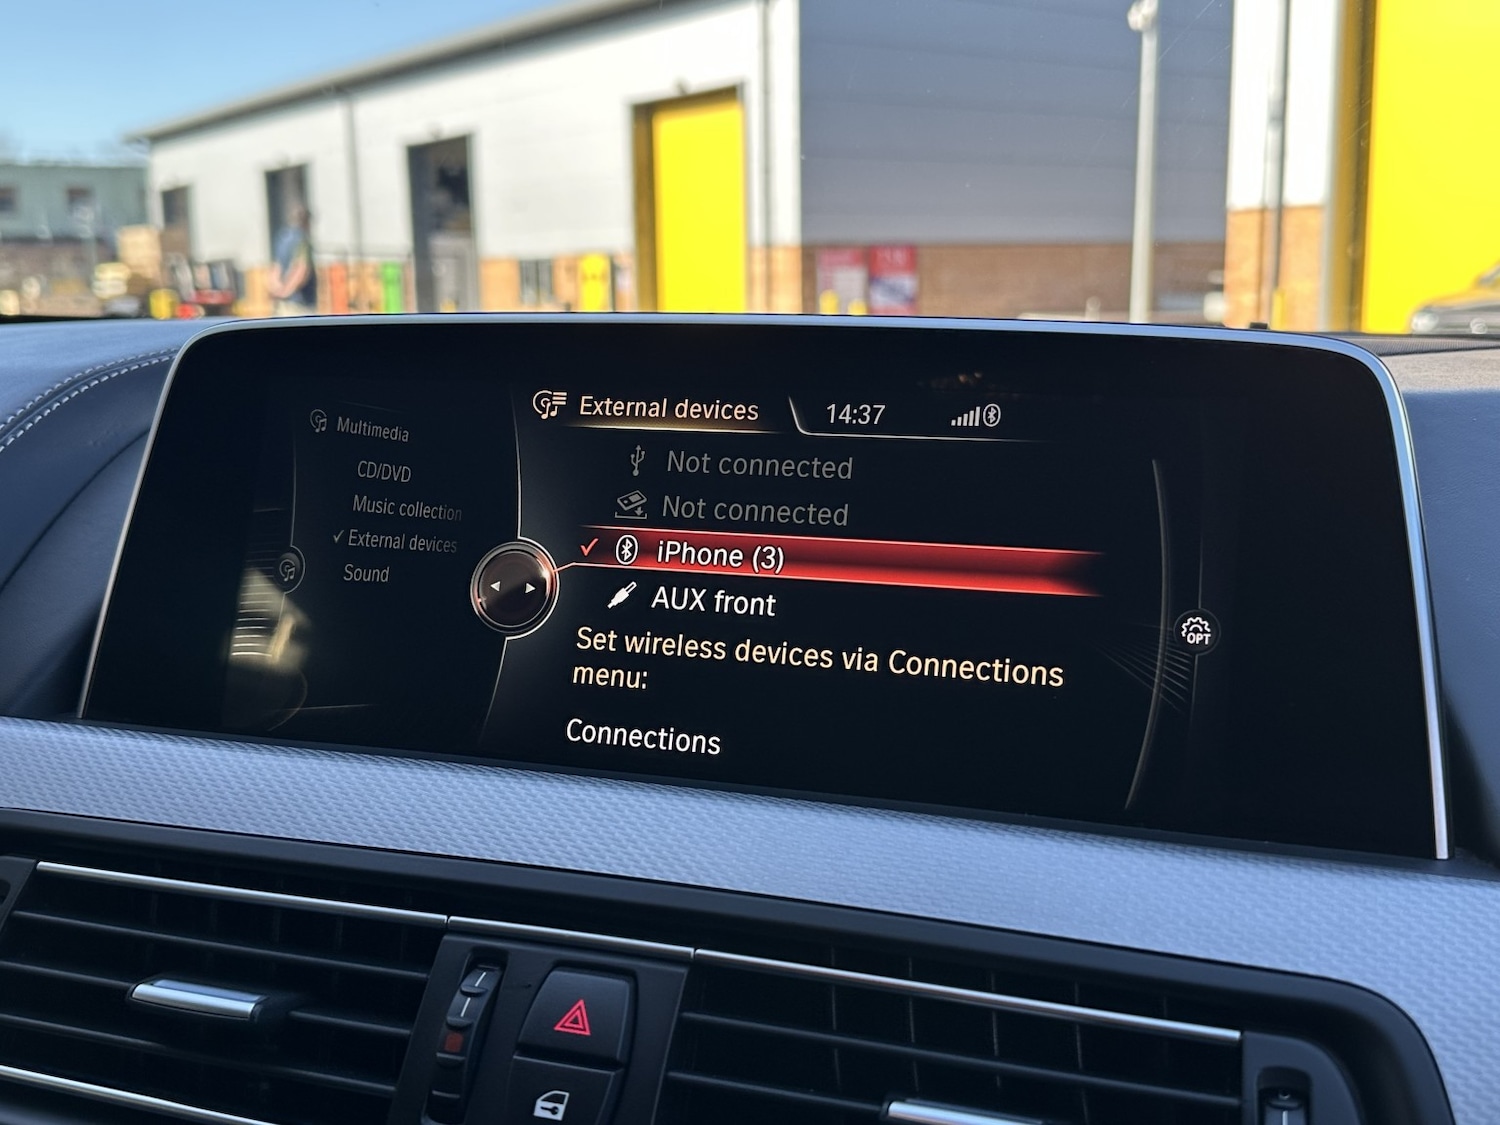 Multimedia
CD/DVD
Music collection
✓ External devices
Sound
External devices
14:37
Not connected
Not connected
✓ iPhone (3)
AUX front
Set wireless devices via Connections
menu:
Connections
OPT